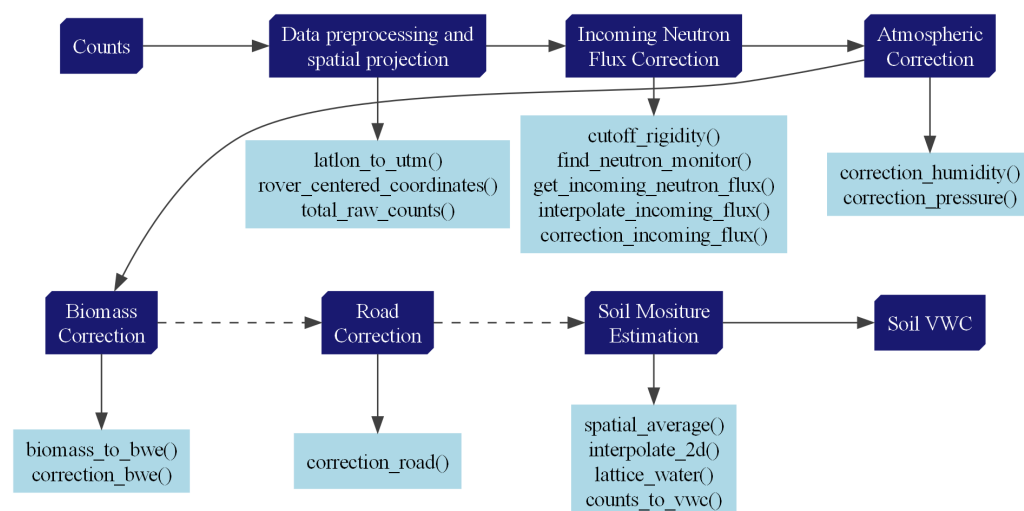 Counts
Data preprocessing and
spatial projection
Incoming Neutron
Flux Correction
Atmospheric
Correction
latlon_to_utm()
rover_centered_coordinates()
total_raw_counts()
cutoff_rigidity()
find_neutron_monitor()
get_incoming_neutron_flux()
interpolate_incoming_flux()
correction_incoming_flux()
correction_humidity()
correction_pressure()
Biomass
Correction
Road
Correction
Soil Mositure
Estimation
Soil VWC
biomass_to_bwe()
correction_bwe()
correction_road()
spatial_average()
interpolate_2d()
lattice_water()
counts_to_vwc()